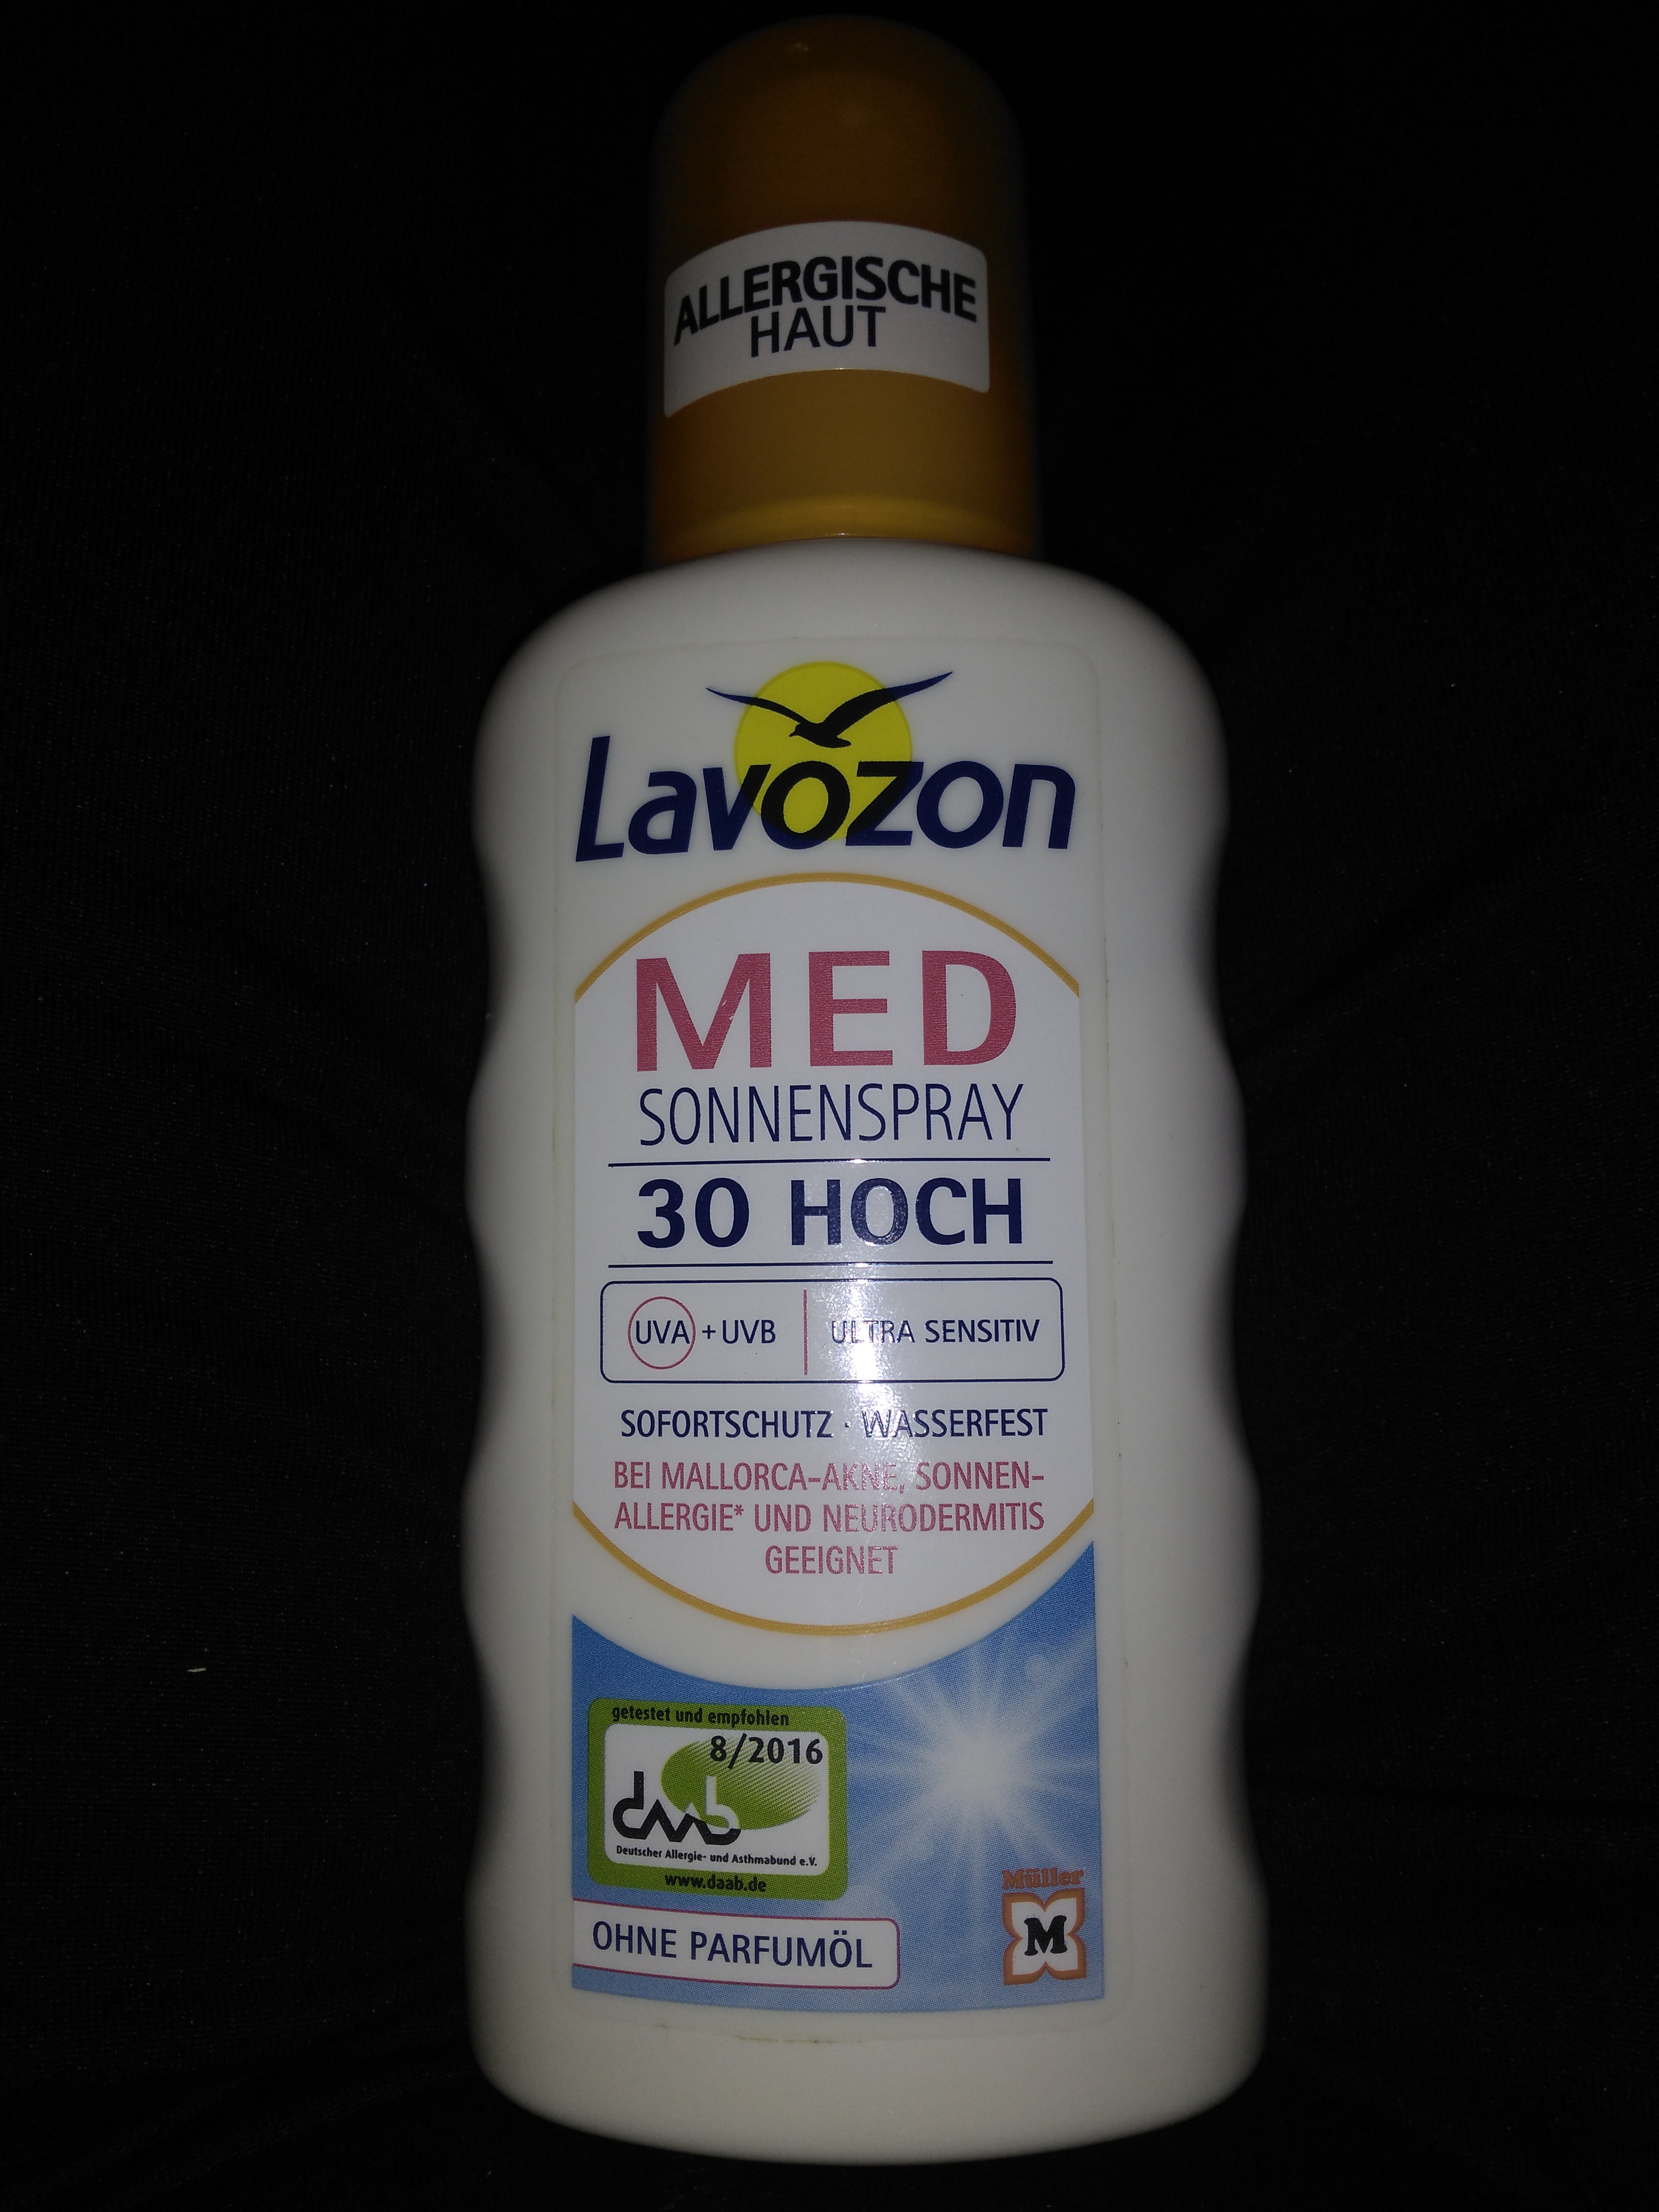 ALLERGISCHE
HAUT
Lavozon
MED
SONNENSPRAY
30 HOCH
UVA + UVB | ULTRA SENSITIV
SOFORTSCHUTZ · WASSERFEST
BEI MALLORCA-AKNE, SONNEN-
ALLERGIE* UND NEURODERMITIS
GEEIGNET
getestet und empfohlen
8/2016
daab
Deutscher Allergie- und Asthmabund e.V.
www.daab.de
OHNE PARFUMÖL
Müller
M